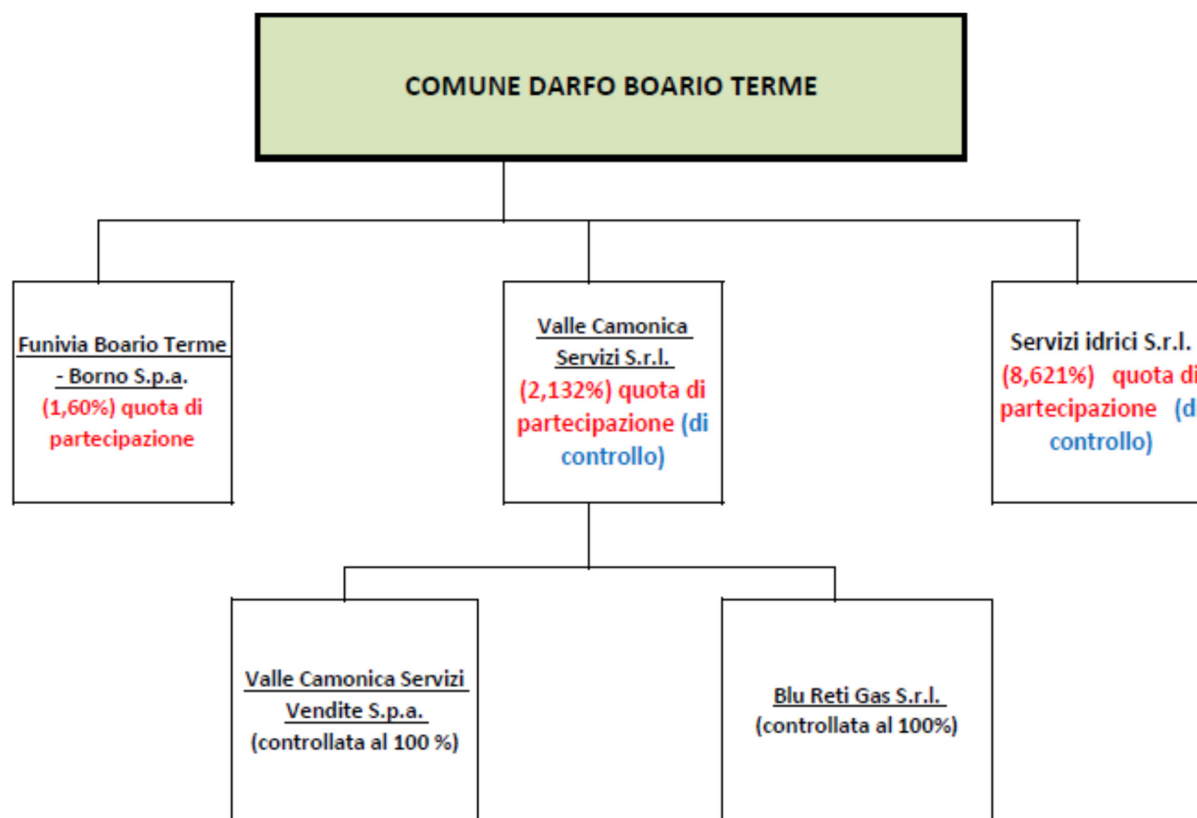 COMUNE DARFO BOARIO TERME
Funivia Boario Terme
- Borno S.p.a.
(1,60%) quota di
partecipazione
Valle Camonica
Servizi S.r.l.
(2,132%) quota di
partecipazione (di
controllo)
Servizi idrici S.r.l.
(8,621%) quota di
partecipazione (di
controllo)
Valle Camonica Servizi
Vendite S.p.a.
(controllata al 100 %)
Blu Reti Gas S.r.l.
(controllata al 100%)